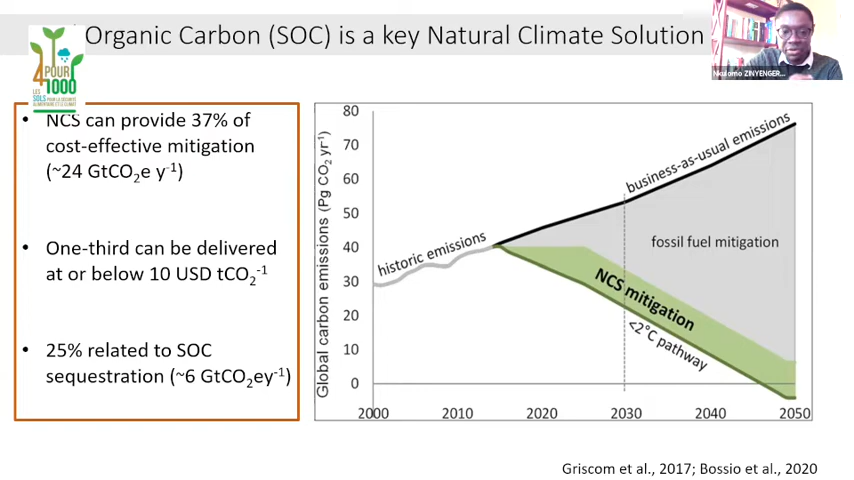 Organic Carbon (SOC) is a key Natural Climate Solution
4 POUR
1000
LES
SOLS POUR LA SÉCURITÉ
ALIMENTAIRE ET LE CLIMAT
Nkulomo ZINYENGER...
• NCS can provide 37% of
cost-effective mitigation
(~24 GtCO₂e y⁻¹)
• One-third can be delivered
at or below 10 USD tCO₂⁻¹
• 25% related to SOC
sequestration (~6 GtCO₂ey⁻¹)
Global carbon emissions (Pg CO₂ yr⁻¹)
80
70
60
50
40
30
20
10
0
2000 2010 2020 2030 2040 2050
historic emissions
business-as-usual emissions
fossil fuel mitigation
NCS mitigation
<2°C pathway
Griscom et al., 2017; Bossio et al., 2020